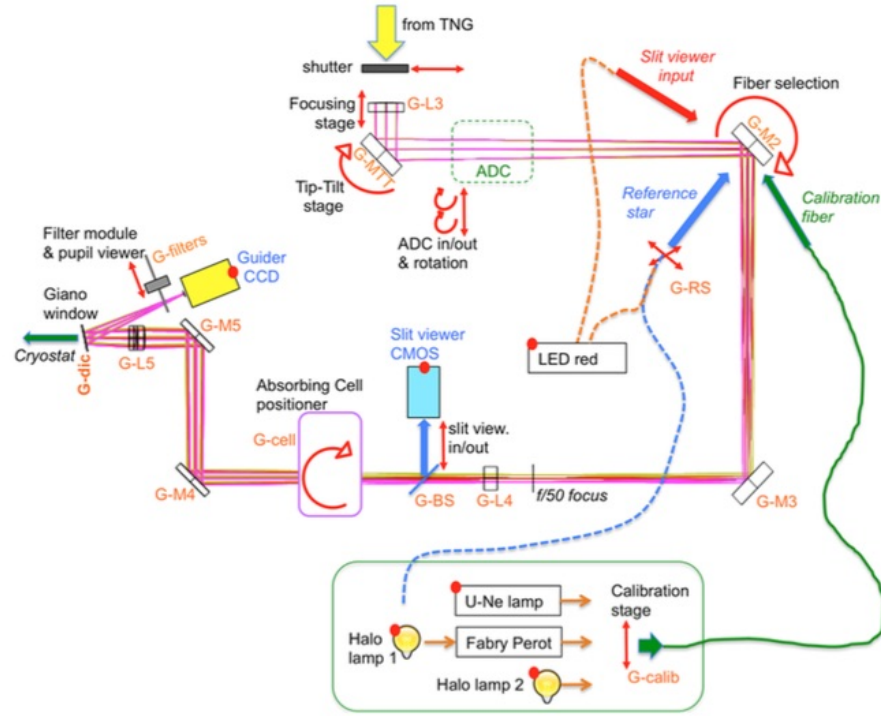 from TNG
shutter
Slit viewer
input
Fiber selection
Focusing
stage
G-L3
G-M2
G-MTT
ADC
Tip-Tilt
stage
Reference
star
Calibration
fiber
ADC in/out
& rotation
Filter module
& pupil viewer
G-filters
Guider
CCD
G-RS
Giano
window
G-M5
Slit viewer
CMOS
LED red
Cryostat
G-dic
G-L5
Absorbing Cell
positioner
slit view.
in/out
G-cell
G-M4
G-BS
G-L4
f/50 focus
G-M3
U-Ne lamp
Calibration
stage
Halo
lamp 1
Fabry Perot
Halo lamp 2
G-calib